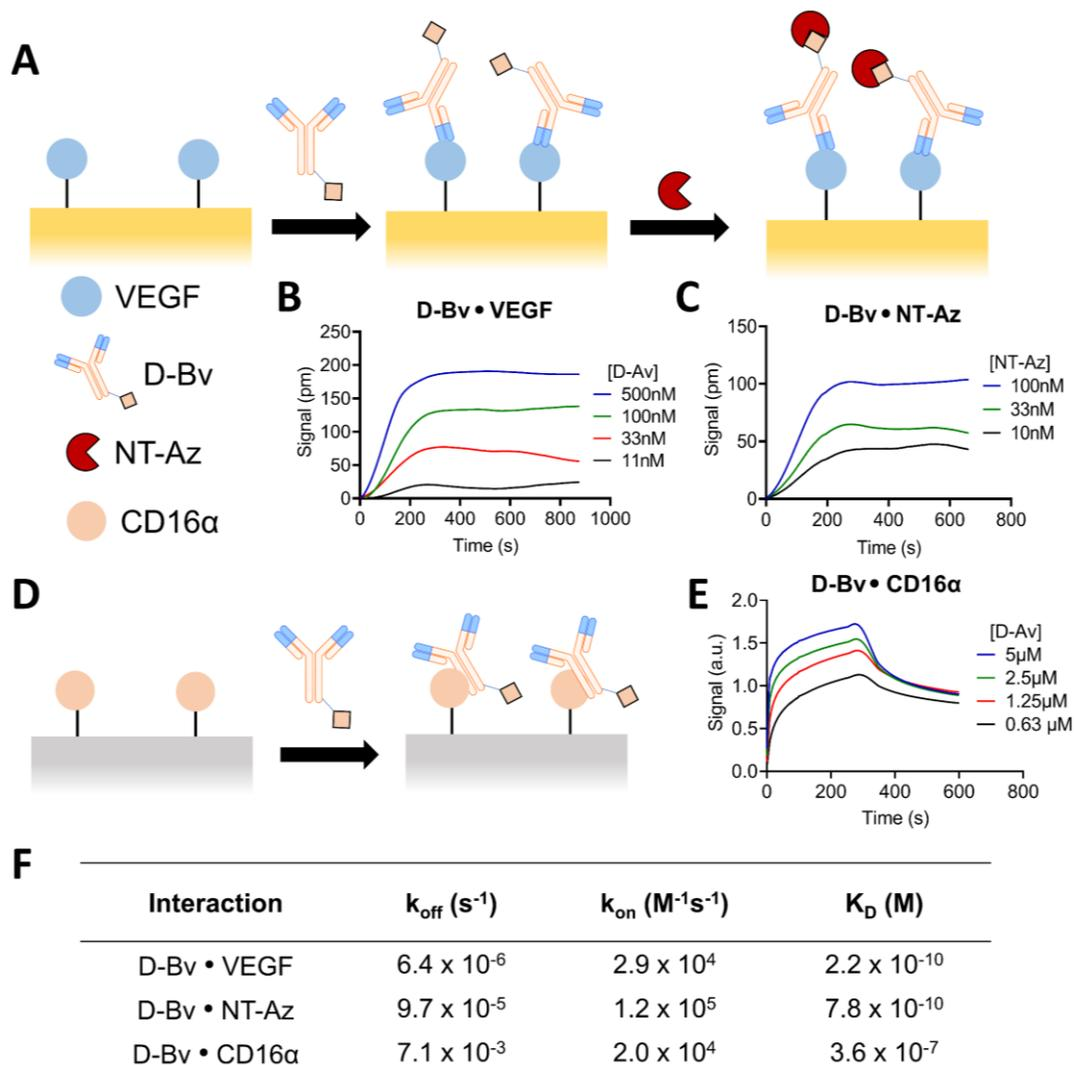 A
VEGF
D-Bv
NT-Az
CD16α
B
D-Bv • VEGF
Signal (pm)
250
200
150
100
50
0
0 200 400 600 800 1000
Time (s)
[D-Av]
500nM
100nM
33nM
11nM
C
D-Bv • NT-Az
Signal (pm)
150
100
50
0
0 200 400 600 800
Time (s)
[NT-Az]
100nM
33nM
10nM
D
E
D-Bv • CD16α
Signal (a.u.)
2.0
1.5
1.0
0.5
0.0
0 200 400 600 800
Time (s)
[D-Av]
5µM
2.5µM
1.25µM
0.63 µM
F
Interaction k_off (s⁻¹) k_on (M⁻¹s⁻¹) K_D (M)
D-Bv • VEGF 6.4 x 10⁻⁶ 2.9 x 10⁴ 2.2 x 10⁻¹⁰
D-Bv • NT-Az 9.7 x 10⁻⁵ 1.2 x 10⁵ 7.8 x 10⁻¹⁰
D-Bv • CD16α 7.1 x 10⁻³ 2.0 x 10⁴ 3.6 x 10⁻⁷